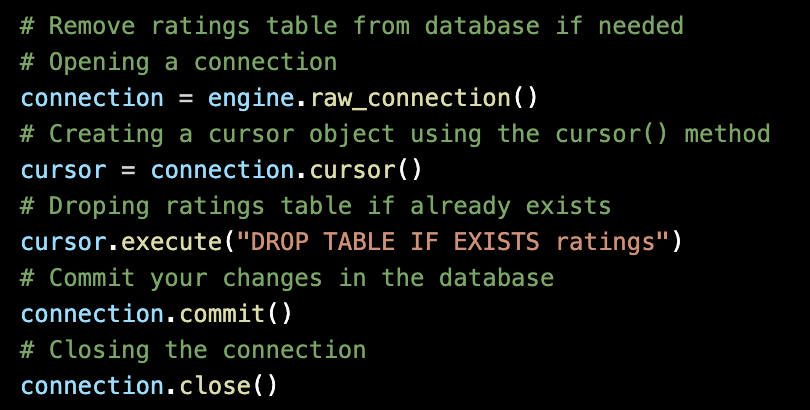 # Remove ratings table from database if needed
# Opening a connection
connection = engine.raw_connection()
# Creating a cursor object using the cursor() method
cursor = connection.cursor()
# Droping ratings table if already exists
cursor.execute("DROP TABLE IF EXISTS ratings")
# Commit your changes in the database
connection.commit()
# Closing the connection
connection.close()